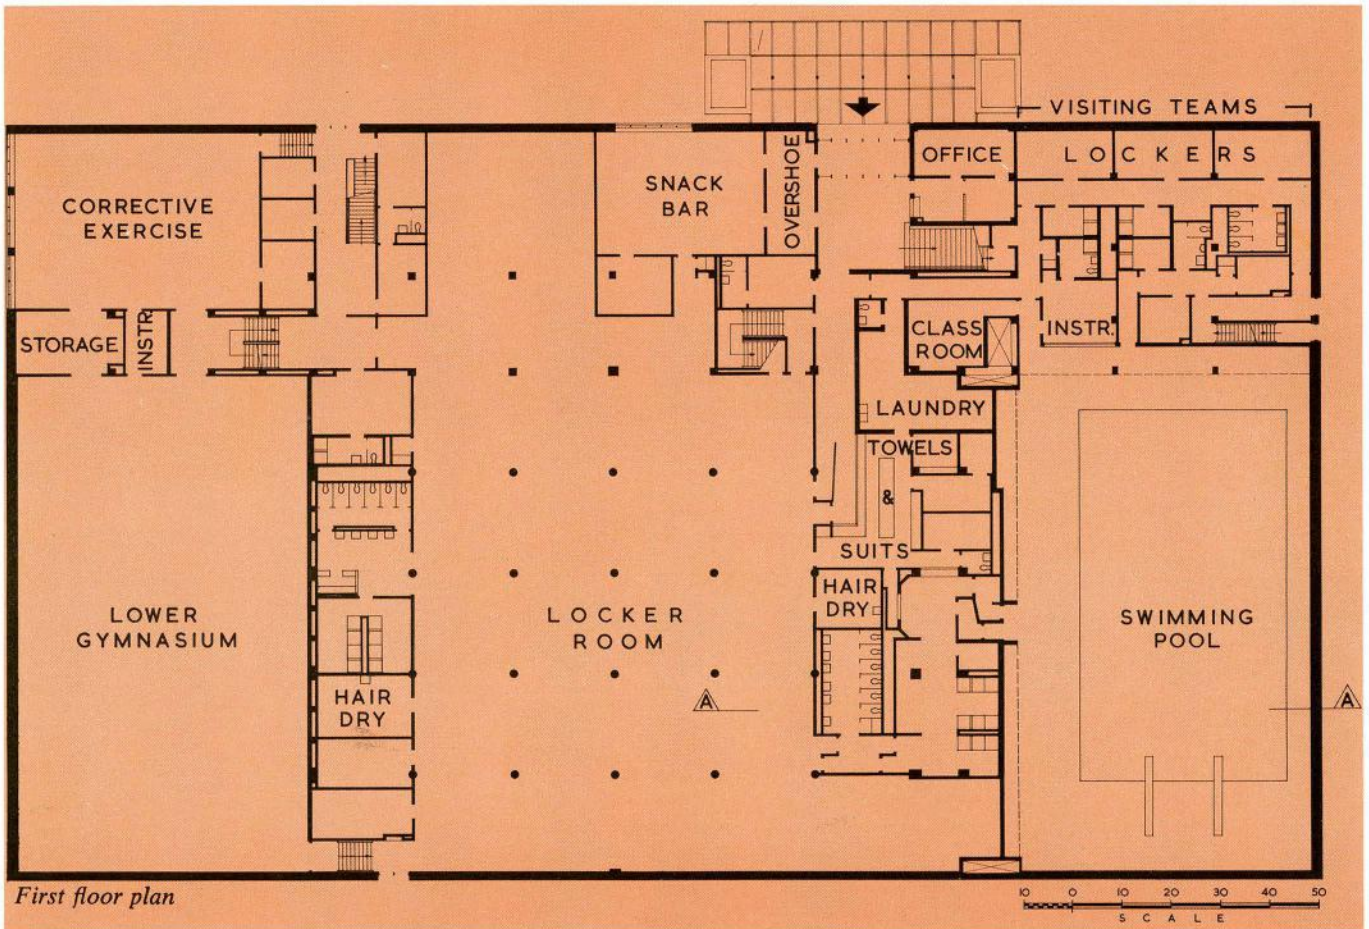 VISITING TEAMS
OFFICE
LOCKERS
OVERSHOE
SNACK
BAR
CORRECTIVE
EXERCISE
STORAGE
INSTR.
CLASS
ROOM
INSTR.
LAUNDRY
TOWELS
&
SUITS
HAIR
DRY
LOWER
GYMNASIUM
LOCKER
ROOM
SWIMMING
POOL
HAIR
DRY
A
A
First floor plan
10 0 10 20 30 40 50
SCALE